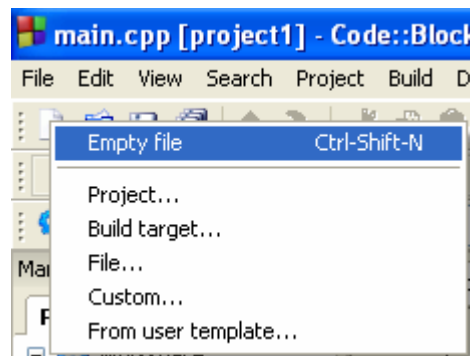 main.cpp [project1] - Code::Block
File Edit View Search Project Build D
Empty file Ctrl-Shift-N
Project...
Build target...
File...
Custom...
From user template...